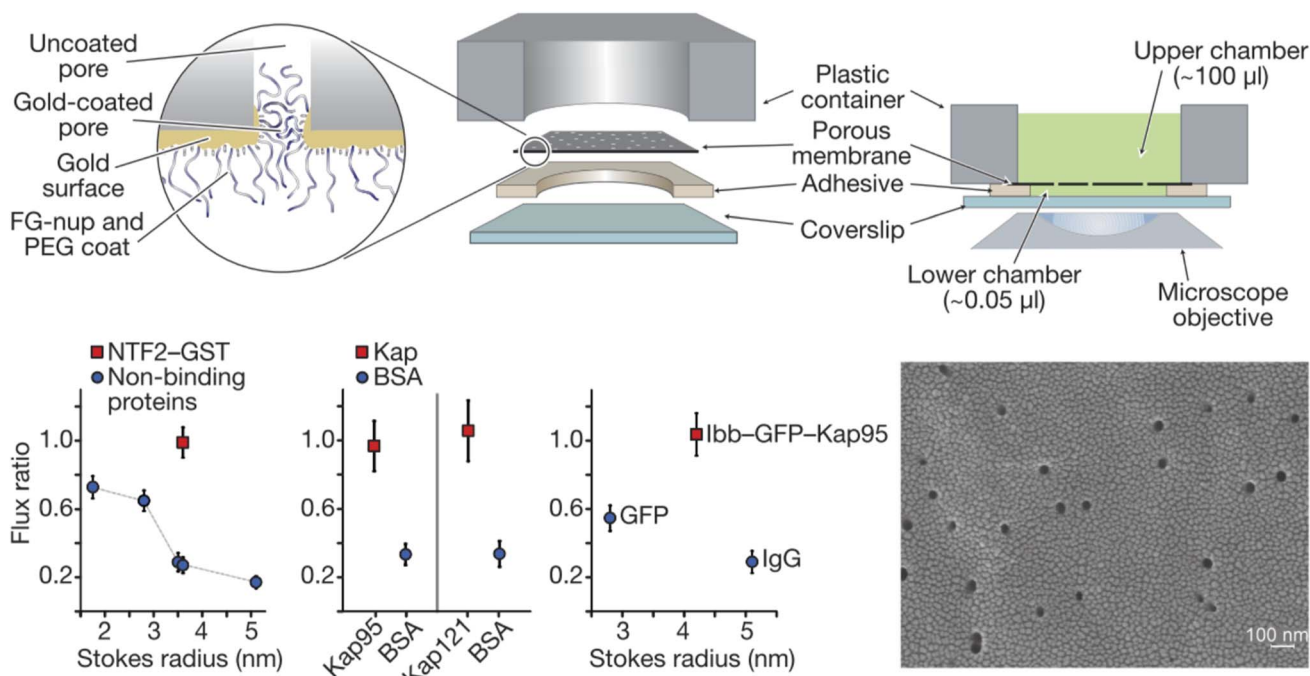 Uncoated
pore
Gold-coated
pore
Gold
surface
FG-nup and
PEG coat
Plastic
container
Porous
membrane
Adhesive
Coverslip
Upper chamber
(~100 µl)
Lower chamber
(~0.05 µl)
Microscope
objective
NTF2–GST
Non-binding
proteins
Flux ratio
1.0
0.6
0.2
2 3 4 5
Stokes radius (nm)
Kap
BSA
1.0
0.6
0.2
Kap95
BSA
Kap121
BSA
1.0
0.6
0.2
Ibb–GFP–Kap95
GFP
IgG
3 4 5
Stokes radius (nm)
100 nm